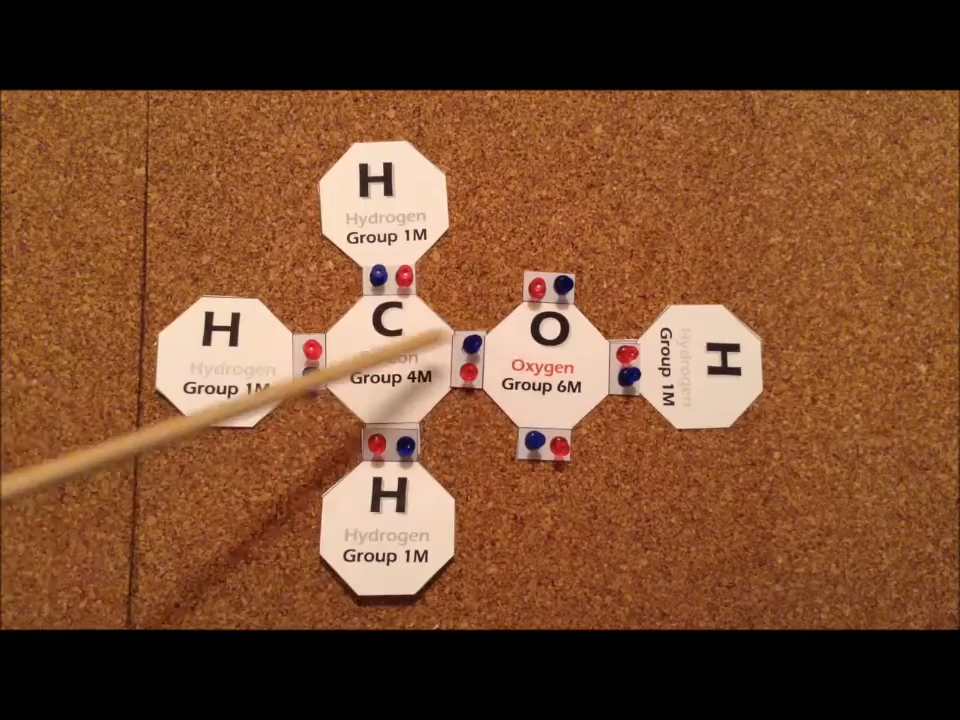 H
Hydrogen
Group 1M
H
Hydrogen
Group 1M
C
Group 4M
O
Oxygen
Group 6M
H
Hydrogen
Group 1M
H
Hydrogen
Group 1M